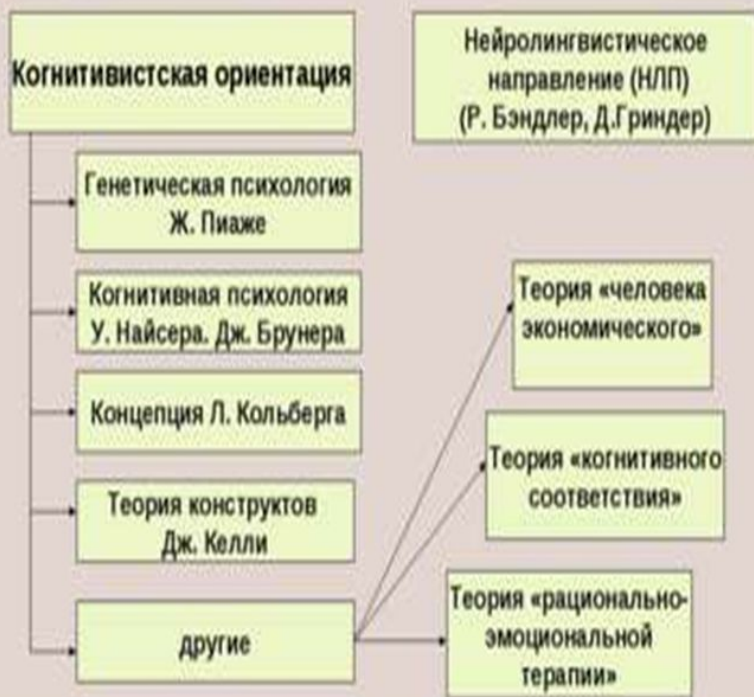 Когнитивистская ориентация
Нейролингвистическое
направление (НЛП)
(Р. Бэндлер, Д.Гриндер)
Генетическая психология
Ж. Пиаже
Когнитивная психология
У. Найсера. Дж. Брунера
Концепция Л. Кольберга
Теория конструктов
Дж. Келли
другие
Теория «человека
экономического»
Теория «когнитивного
соответствия»
Теория «рационально-
эмоциональной
терапии»